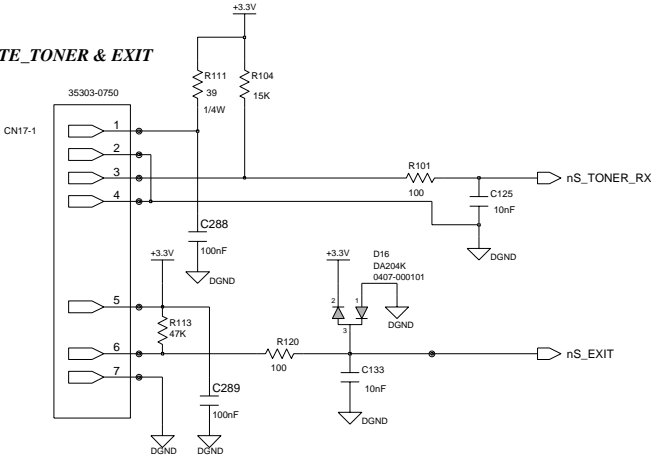 +3.3V
TE_TONER & EXIT
R111
39
1/4W
R104
15K
35303-0750
CN17-1
1
2
3
4
5
6
7
R101
100
nS_TONER_RX
C125
10nF
DGND
C288
100nF
DGND
+3.3V
R113
47K
+3.3V
D16
DA204K
0407-000101
2
1
3
DGND
R120
100
nS_EXIT
C133
10nF
DGND
C289
100nF
DGND
DGND